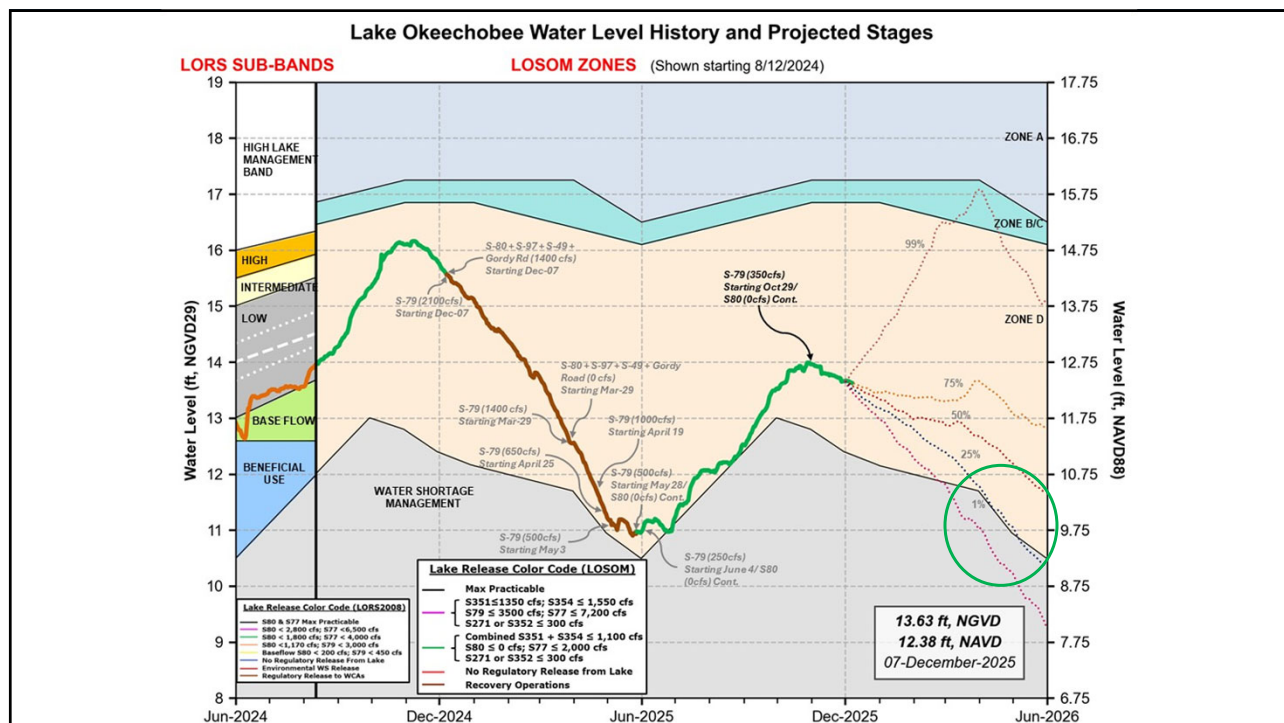 Lake Okeechobee Water Level History and Projected Stages
LORS SUB-BANDS
LOSOM ZONES (Shown starting 8/12/2024)
19
18
17
16
15
14
13
12
11
10
9
8
Water Level (ft, NGVD29)
17.75
16.75
15.75
14.75
13.75
12.75
11.75
10.75
9.75
8.75
7.75
6.75
Water Level (ft, NAVD88)
Jun-2024
Dec-2024
Jun-2025
Dec-2025
Jun-2026
HIGH LAKE
MANAGEMENT
BAND
HIGH
INTERMEDIATE
LOW
BASE FLOW
BENEFICIAL
USE
ZONE A
ZONE B/C
ZONE D
WATER SHORTAGE
MANAGEMENT
S-80 + S-97 + S-49 +
Gordy Rd (1400 cfs)
Starting Dec-07
S-79 (2100cfs)
Starting Dec-07
S-80 + S-97 + S-49 + Gordy
Road (0 cfs)
Starting Mar-29
S-79 (1400 cfs)
Starting Mar-29
S-79 (1000cfs)
Starting April 19
S-79 (650cfs)
Starting April 25
S-79 (500cfs)
Starting May 28/
S80 (0cfs) Cont.
S-79 (500cfs)
Starting May 3
S-79 (250cfs)
Starting June 4/ S80
(0cfs) Cont.
S-79 (350cfs)
Starting Oct 29/
S80 (0cfs) Cont.
99%
75%
50%
25%
1%
Lake Release Color Code (LORS2008)
S80 & S77 Max Practicable
S80 < 2,800 cfs; S77 <6,500 cfs
S80 < 1,800 cfs; S77 < 4,000 cfs
S80 <1,170 cfs; S79 < 3,000 cfs
Baseflow S80 < 200 cfs; S79 < 450 cfs
No Regulatory Release From Lake
Environmental WS Release
Regulatory Release to WCAs
Lake Release Color Code (LOSOM)
Max Practicable
S351≤1350 cfs; S354 ≤ 1,550 cfs
S79 ≤ 3500 cfs; S77 ≤ 7,200 cfs
S271 or S352 ≤ 300 cfs
Combined S351 + S354 ≤ 1,100 cfs
S80 ≤ 0 cfs; S77 ≤ 2,000 cfs
S271 or S352 ≤ 300 cfs
No Regulatory Release from Lake
Recovery Operations
13.63 ft, NGVD
12.38 ft, NAVD
07-December-2025